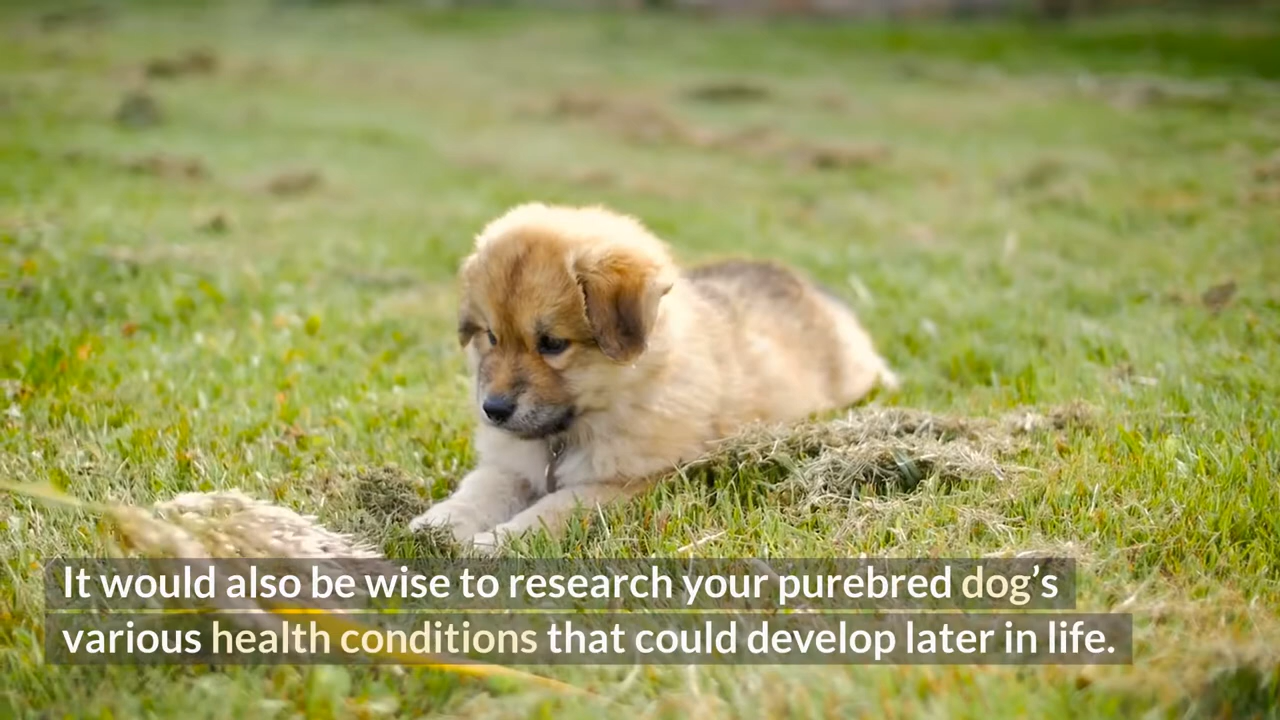 It would also be wise to research your purebred dog’s
various health conditions that could develop later in life.